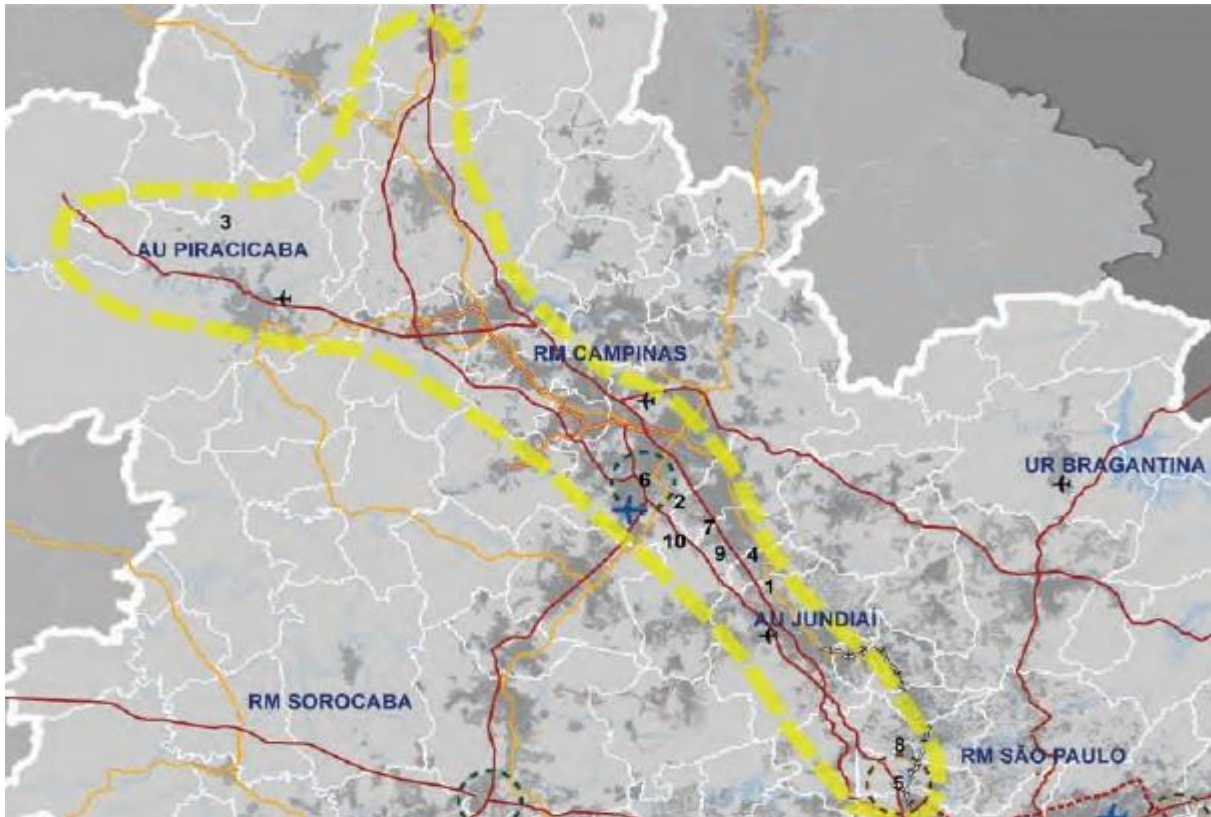 3
AU PIRACICABA
RM CAMPINAS
UR BRAGANTINA
6
2
7
10
9
4
1
AU JUNDIAÍ
RM SOROCABA
8
RM SÃO PAULO
5